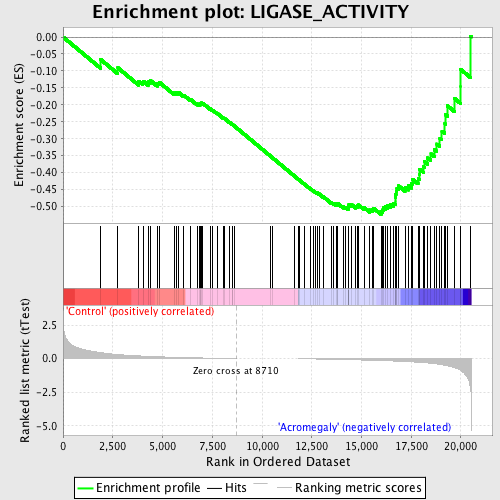 Enrichment plot: LIGASE_ACTIVITY
Enrichment score (ES)
0.00
-0.05
-0.10
-0.15
-0.20
-0.25
-0.30
-0.35
-0.40
-0.45
-0.50
'Control' (positively correlated)
Ranked list metric (tTest)
2.5
0.0
-2.5
-5.0
Zero cross at 8710
'Acromegaly' (negatively correlated)
0
2,500
5,000
7,500
10,000
12,500
15,000
17,500
20,000
Rank in Ordered Dataset
Enrichment profile
Hits
Ranking metric scores